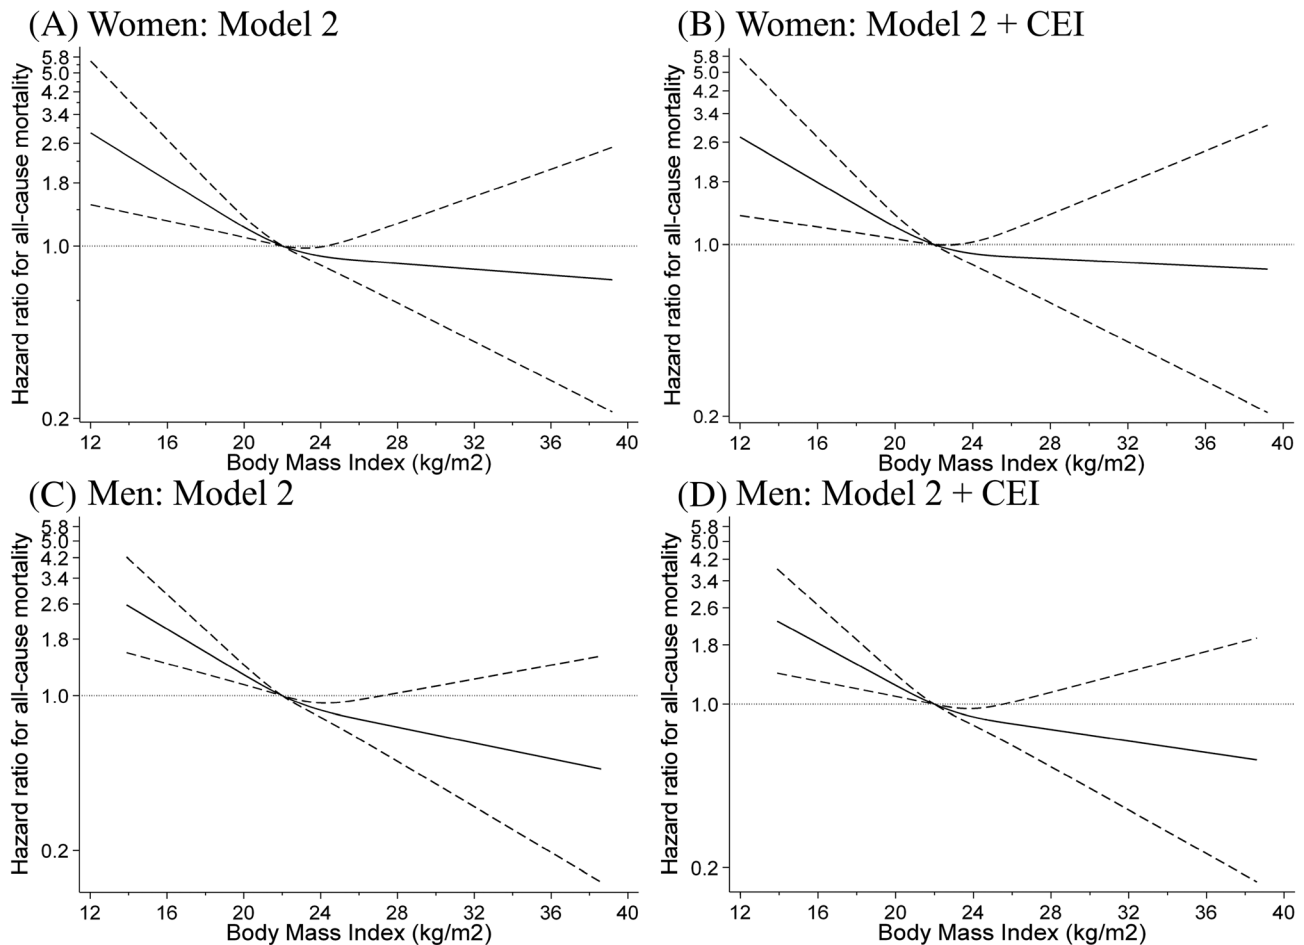 (A) Women: Model 2
Hazard ratio for all-cause mortality
5.8
5.0
4.2
3.4
2.6
1.8
1.0
0.2
12 16 20 24 28 32 36 40
Body Mass Index (kg/m2)
(B) Women: Model 2 + CEI
Hazard ratio for all-cause mortality
5.8
5.0
4.2
3.4
2.6
1.8
1.0
0.2
12 16 20 24 28 32 36 40
Body Mass Index (kg/m2)
(C) Men: Model 2
Hazard ratio for all-cause mortality
5.8
5.0
4.2
3.4
2.6
1.8
1.0
0.2
12 16 20 24 28 32 36 40
Body Mass Index (kg/m2)
(D) Men: Model 2 + CEI
Hazard ratio for all-cause mortality
5.8
5.0
4.2
3.4
2.6
1.8
1.0
0.2
12 16 20 24 28 32 36 40
Body Mass Index (kg/m2)